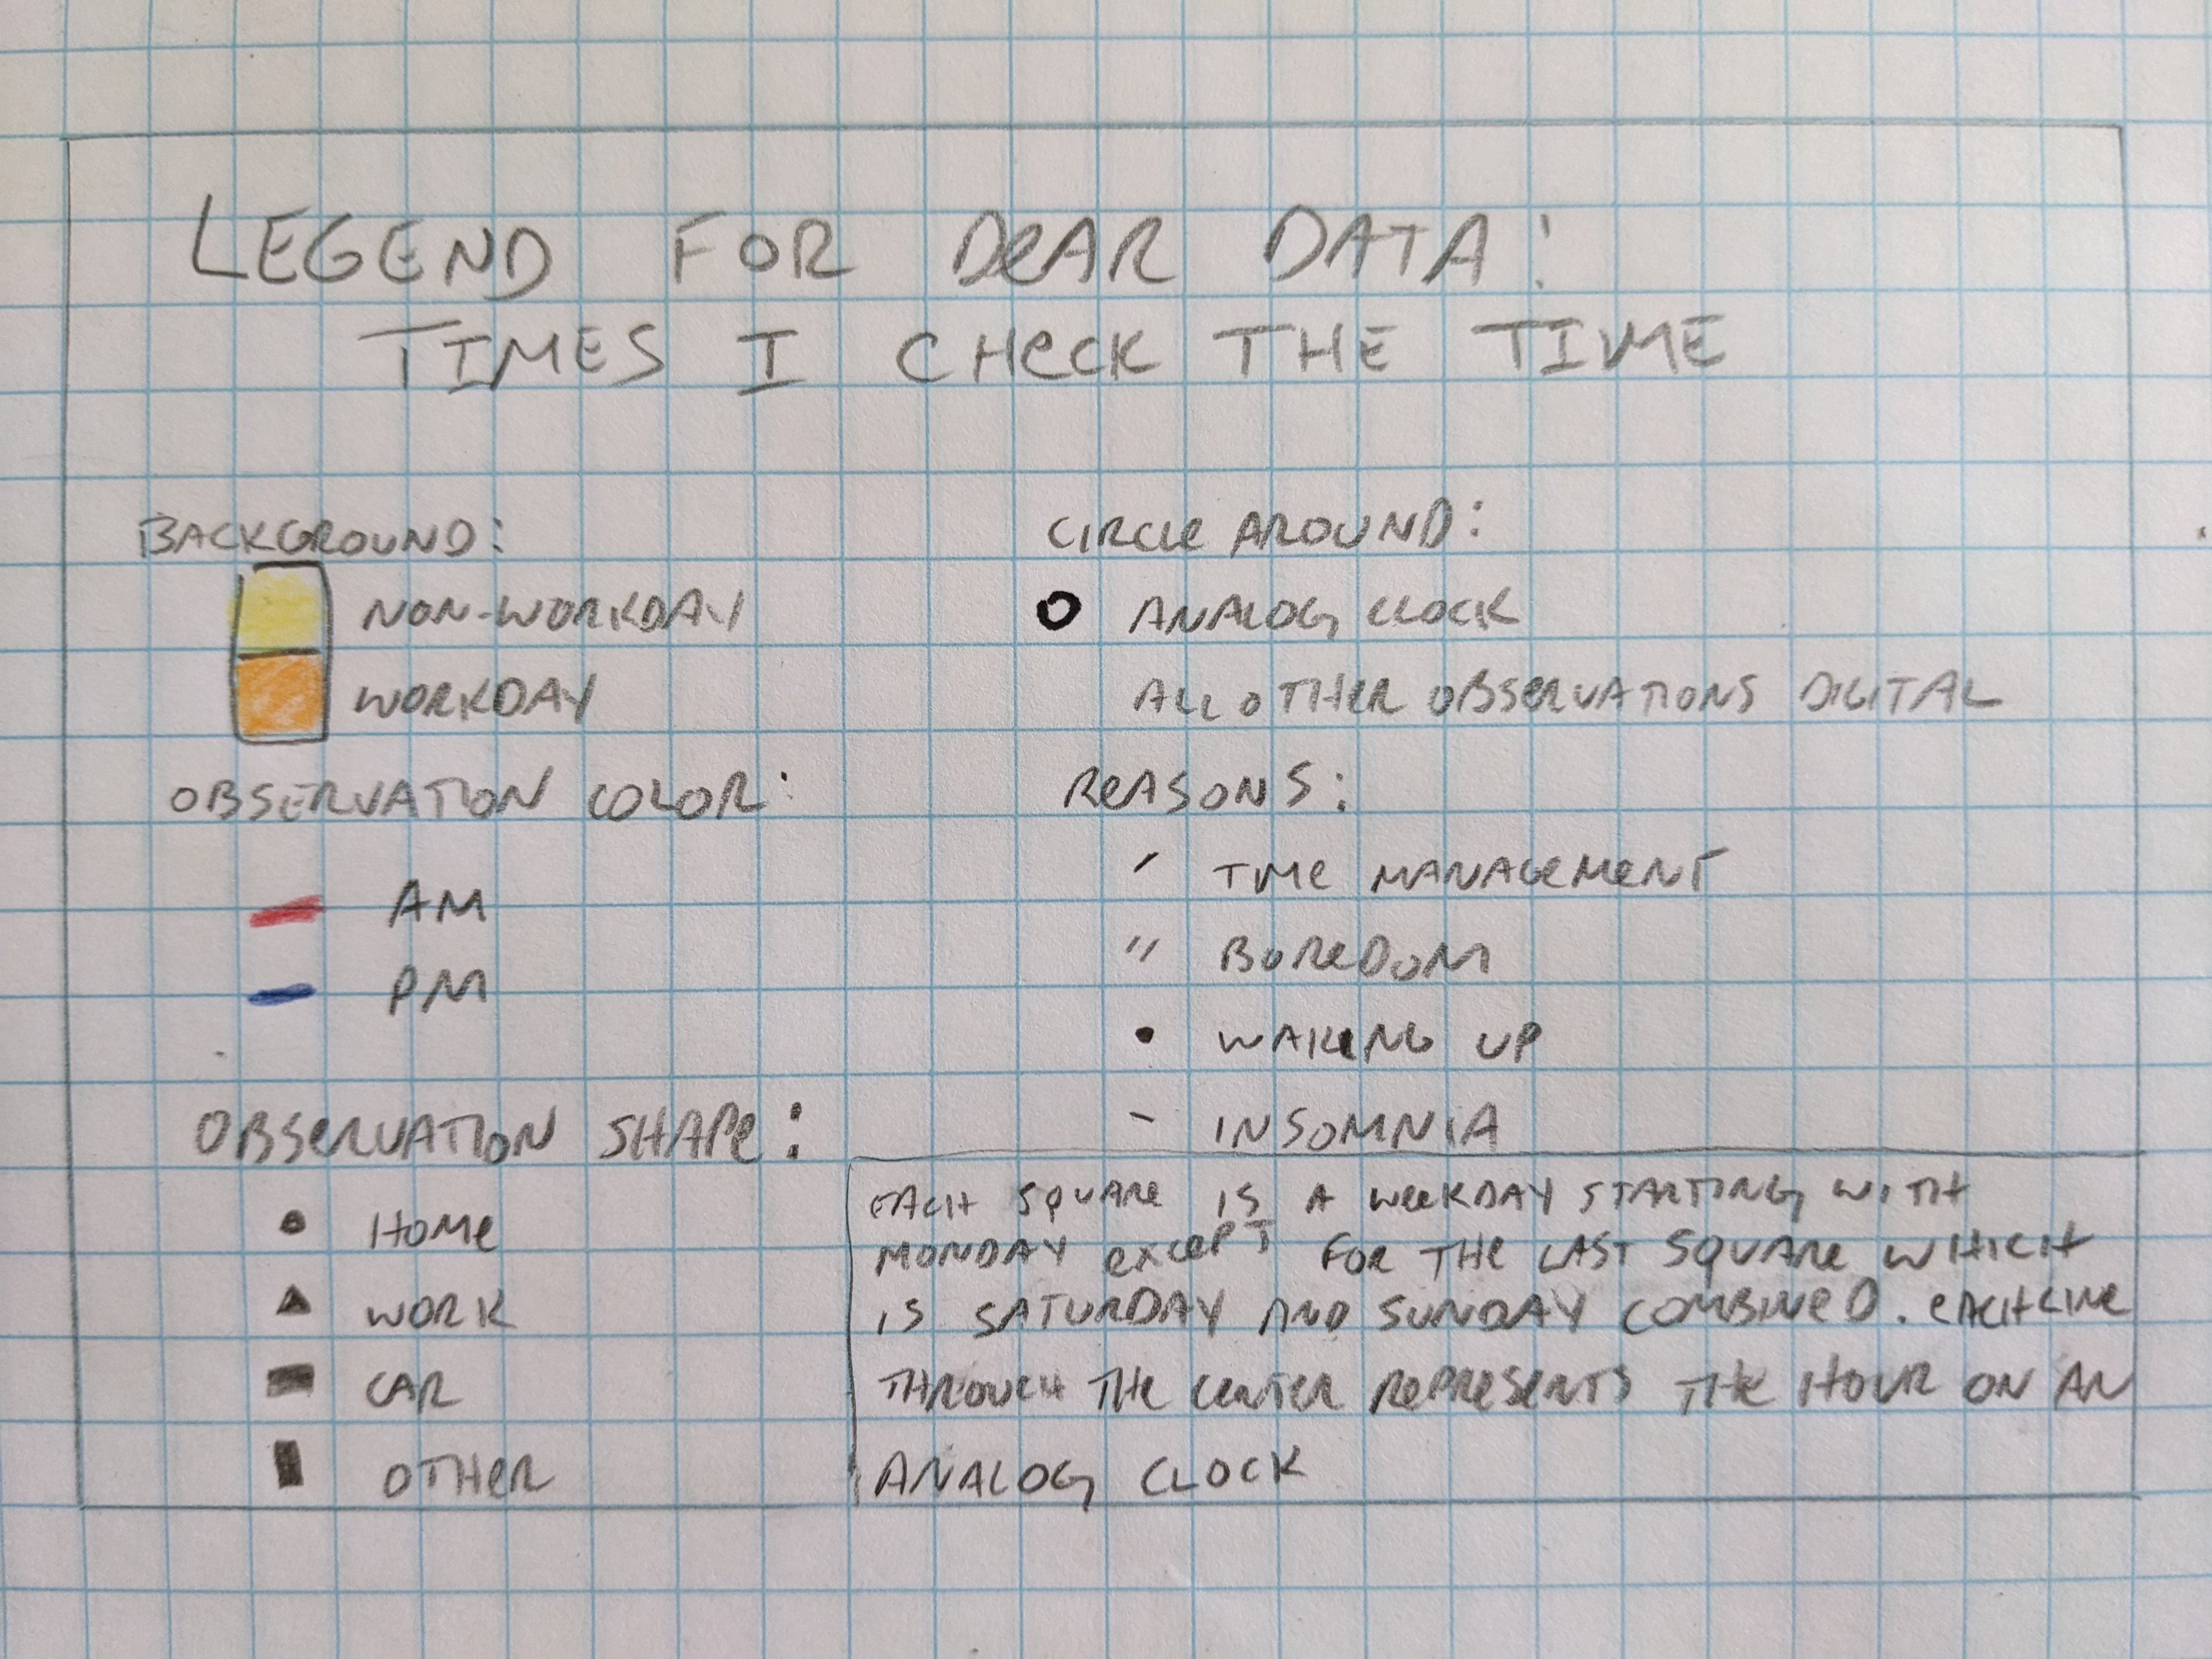 LEGEND FOR DEAR DATA:
TIMES I CHECK THE TIME
BACKGROUND:
NON-WORKDAY
WORKDAY
OBSERVATION COLOR:
AM
PM
OBSERVATION SHAPE:
HOME
WORK
CAR
OTHER
CIRCLE AROUND:
ANALOG CLOCK
ALL OTHER OBSERVATIONS DIGITAL
REASONS:
' TIME MANAGEMENT
" BOREDOM
• WAKING UP
- INSOMNIA
EACH SQUARE IS A WEEKDAY STARTING WITH
MONDAY EXCEPT FOR THE LAST SQUARE WHICH
IS SATURDAY AND SUNDAY COMBINED. EACH LINE
THROUGH THE CENTER REPRESENTS THE HOUR ON AN
ANALOG CLOCK